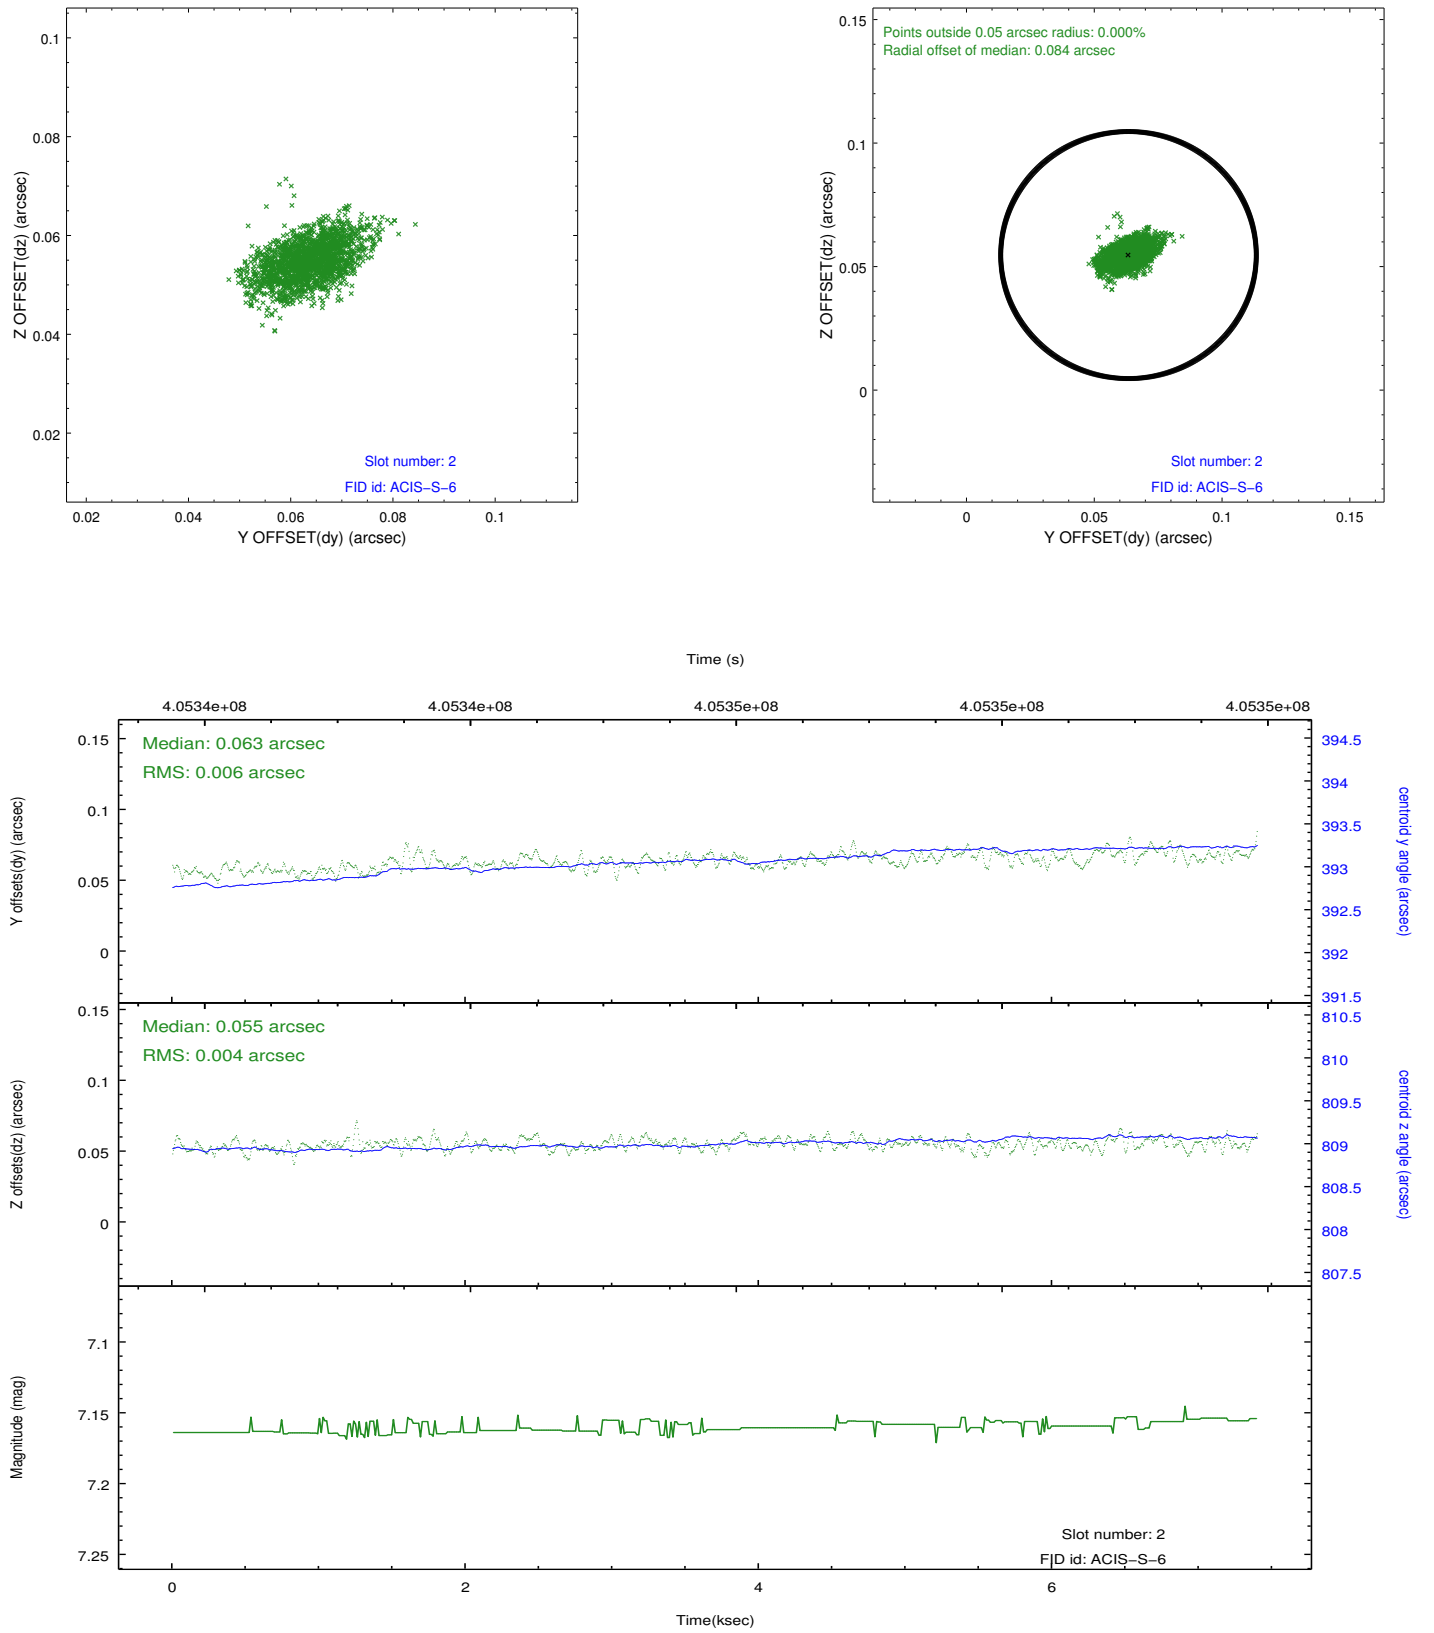 0.1
0.08
0.06
0.04
0.02
Z OFFSET(dz) (arcsec)
Slot number: 2
FID id: ACIS−S−6
0.02 0.04 0.06 0.08 0.1
Y OFFSET(dy) (arcsec)
Points outside 0.05 arcsec radius: 0.000%
Radial offset of median: 0.084 arcsec
0.15
0.1
0.05
0
Z OFFSET(dz) (arcsec)
Slot number: 2
FID id: ACIS−S−6
0 0.05 0.1 0.15
Y OFFSET(dy) (arcsec)
Time (s)
4.0534e+08 4.0534e+08 4.0535e+08 4.0535e+08 4.0535e+08
Median: 0.063 arcsec
RMS: 0.006 arcsec
0.15
0.1
0.05
0
Y offsets(dy) (arcsec)
394.5
394
393.5
393
392.5
392
391.5
centroid y angle (arcsec)
Median: 0.055 arcsec
RMS: 0.004 arcsec
0.15
0.1
0.05
0
Z offsets(dz) (arcsec)
810.5
810
809.5
809
808.5
808
807.5
centroid z angle (arcsec)
7.1
7.15
7.2
7.25
Magnitude (mag)
Slot number: 2
FID id: ACIS−S−6
0 2 4 6
Time(ksec)